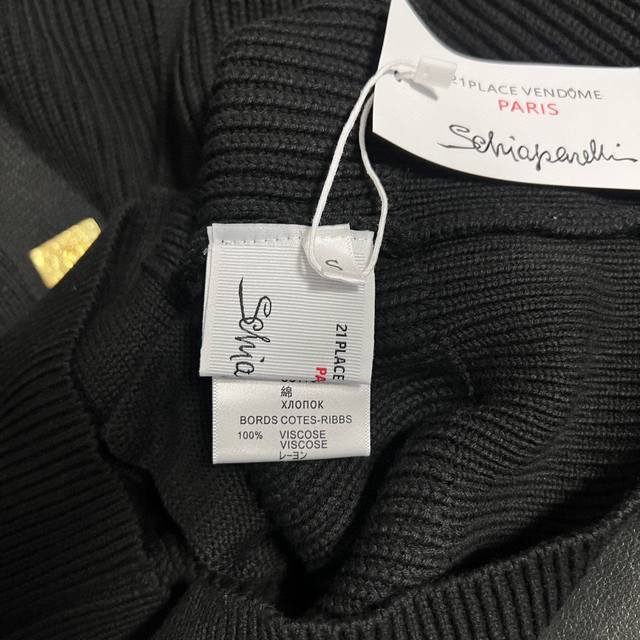 21 PLACE VENDÔME
PARIS
Schiaparelli
Schia
21 PLACE
PA
綿
ХЛОПОК
BORDS COTES-RIBBS
100% VISCOSE
VISCOSE
レーヨン